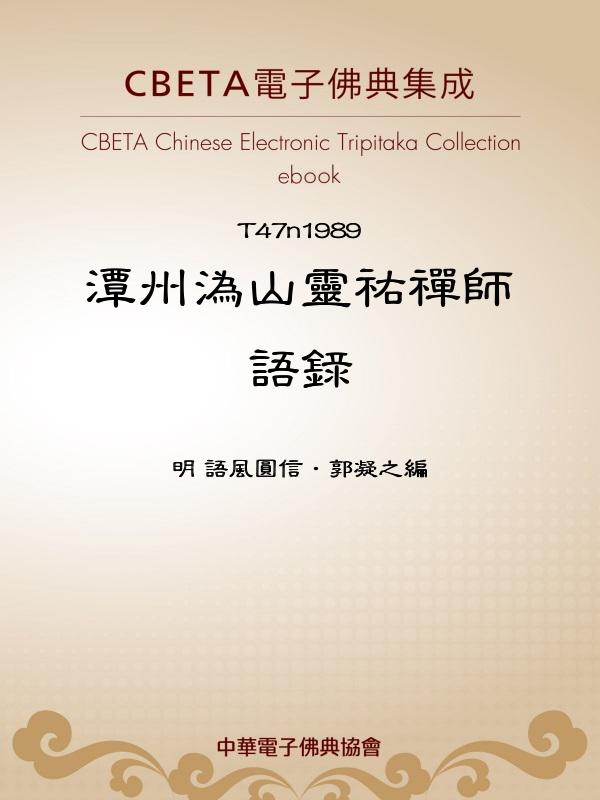 CBETA電子佛典集成
CBETA Chinese Electronic Tripitaka Collection
ebook
T47n1989
潭州溈山靈祐禪師
語錄
明 語風圓信．郭凝之編
中華電子佛典協會